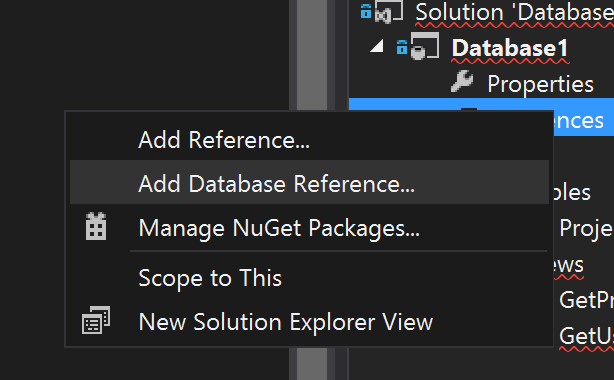 Solution 'Database
Database1
Properties
ences
Add Reference...
Add Database Reference...
bles
Manage NuGet Packages...
Proje
ews
Scope to This
GetPr
New Solution Explorer View
GetUs